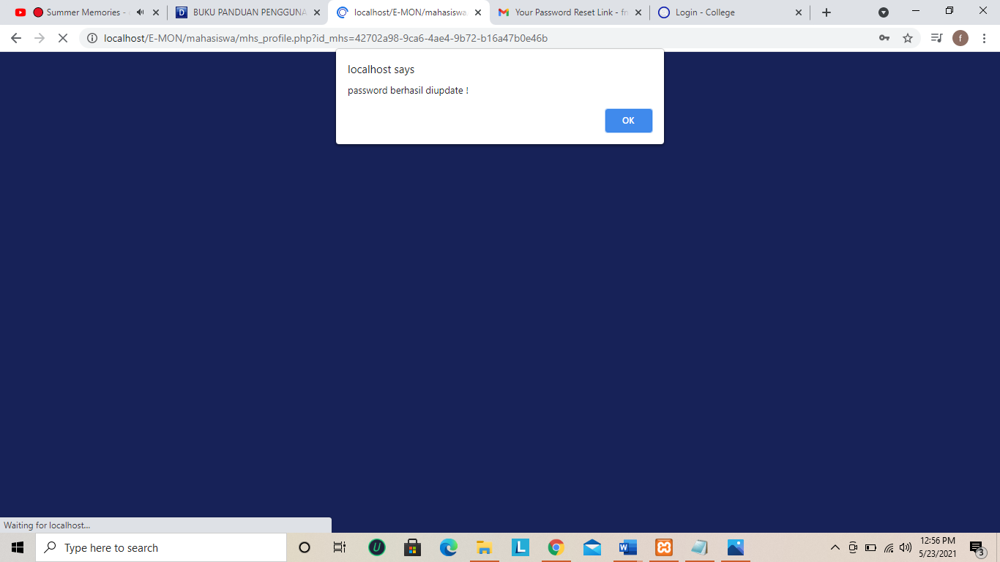 Summer Memories -
BUKU PANDUAN PENGGUNA
localhost/E-MON/mahasiswa
Your Password Reset Link - fn
Login - College
localhost/E-MON/mahasiswa/mhs_profile.php?id_mhs=42702a98-9ca6-4ae4-9b72-b16a47b0e46b
f
localhost says
password berhasil diupdate !
OK
Waiting for localhost...
Type here to search
12:56 PM
5/23/2021
3